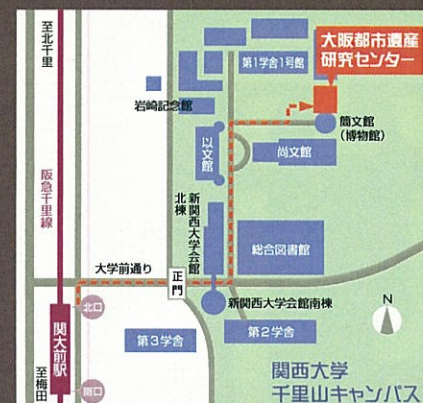 至北千里
阪急千里線
関大前駅
至梅田
北口
南口
大学前通り
正門
岩崎記念館
第1学舎1号館
大阪都市遺産
研究センター
簡文館
(博物館)
以文館
尚文館
新関西大学会館
北棟
総合図書館
新関西大学会館南棟
第2学舎
第3学舎
N
関西大学
千里山キャンパス